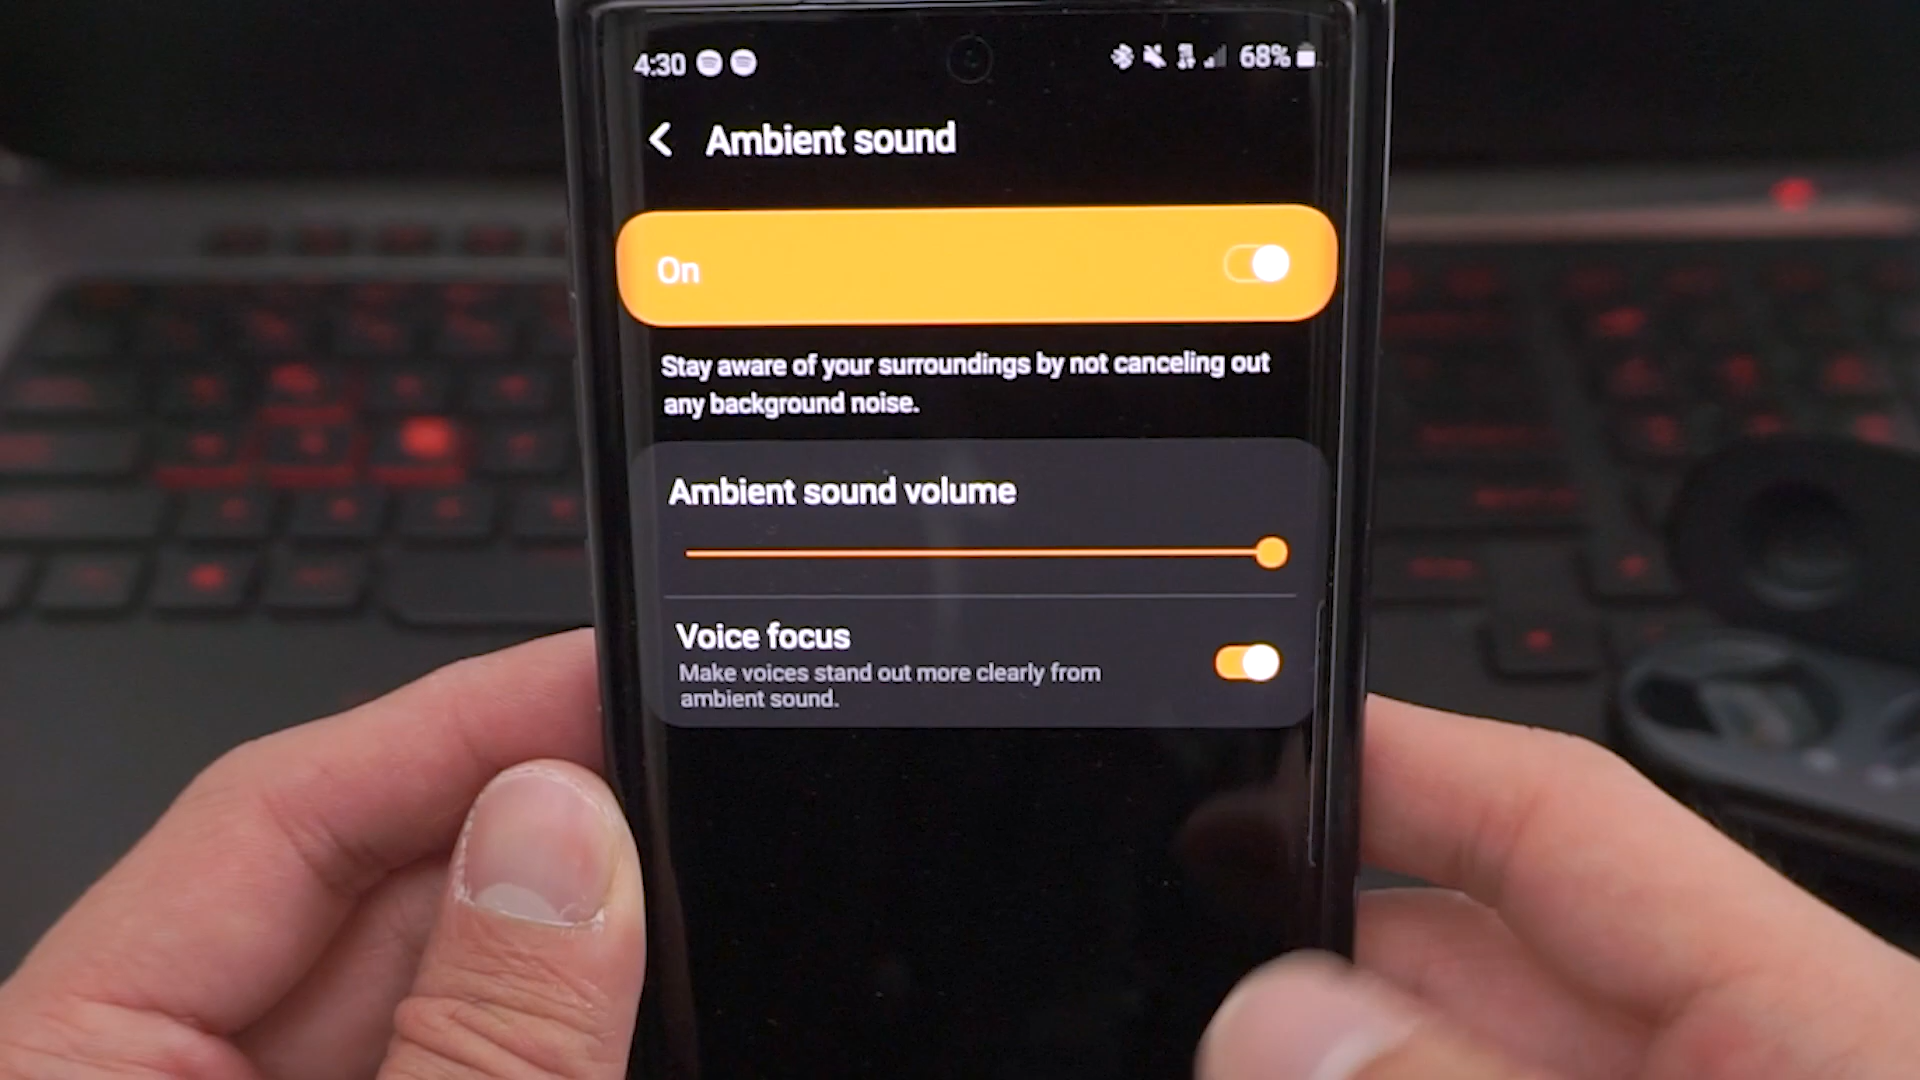 4:30 68%
Ambient sound
On
Stay aware of your surroundings by not canceling out
any background noise.
Ambient sound volume
Voice focus
Make voices stand out more clearly from
ambient sound.